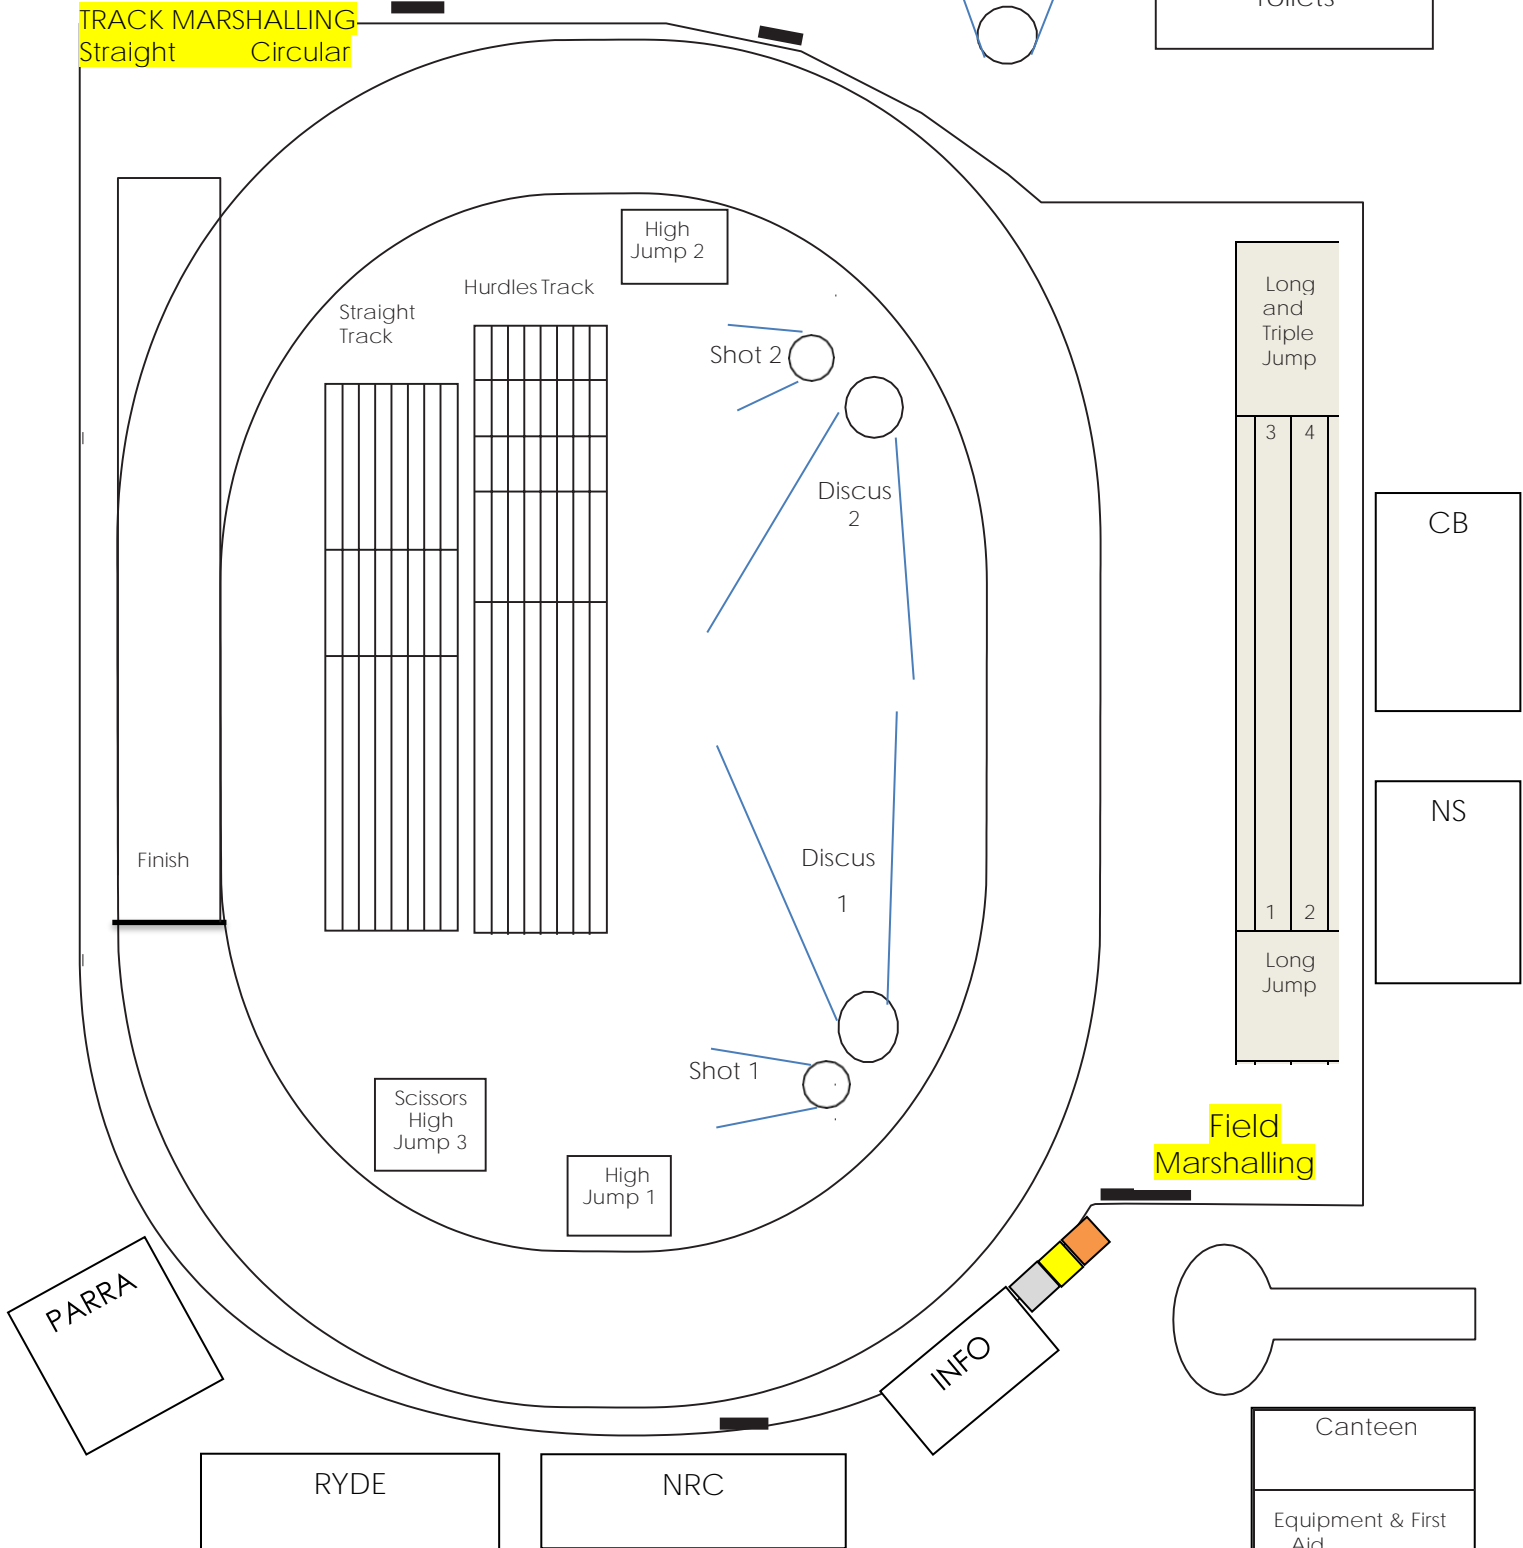 TRACK MARSHALLING
Straight Circular
Toilets
High
Jump 2
Hurdles Track
Straight
Track
Shot 2
Long
and
Triple
Jump
3 4
Discus
2
CB
NS
Finish
Discus
1
1 2
Long
Jump
Shot 1
Scissors
High
Jump 3
High
Jump 1
Field
Marshalling
PARRA
INFO
Canteen
RYDE
NRC
Equipment & First
Aid